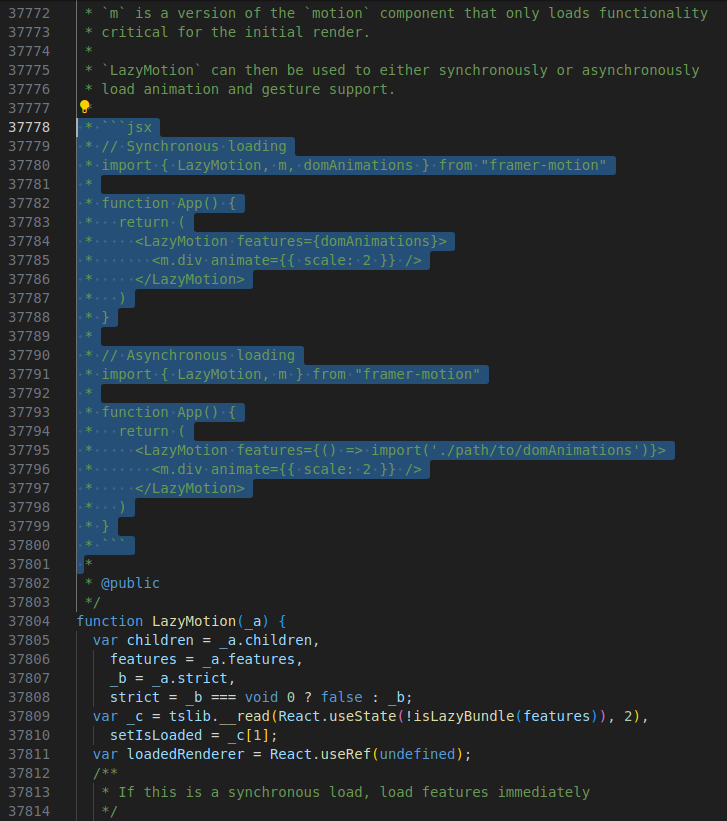 37772  * `m` is a version of the `motion` component that only loads functionality
37773  * critical for the initial render.
37774  *
37775  * `LazyMotion` can then be used to either synchronously or asynchronously
37776  * load animation and gesture support.
37777  *
37778  * ```jsx
37779  * // Synchronous loading
37780  * import { LazyMotion, m, domAnimations } from "framer-motion"
37781  *
37782  * function App() {
37783  *   return (
37784  *     <LazyMotion features={domAnimations}>
37785  *       <m.div animate={{ scale: 2 }} />
37786  *     </LazyMotion>
37787  *   )
37788  * }
37789  *
37790  * // Asynchronous loading
37791  * import { LazyMotion, m } from "framer-motion"
37792  *
37793  * function App() {
37794  *   return (
37795  *     <LazyMotion features={() => import('./path/to/domAnimations')}>
37796  *       <m.div animate={{ scale: 2 }} />
37797  *     </LazyMotion>
37798  *   )
37799  * }
37800  * ```
37801  *
37802  * @public
37803  */
37804 function LazyMotion(_a) {
37805   var children = _a.children,
37806     features = _a.features,
37807     _b = _a.strict,
37808     strict = _b === void 0 ? false : _b;
37809   var _c = tslib.__read(React.useState(!isLazyBundle(features)), 2),
37810     setIsLoaded = _c[1];
37811   var loadedRenderer = React.useRef(undefined);
37812   /**
37813    * If this is a synchronous load, load features immediately
37814    */